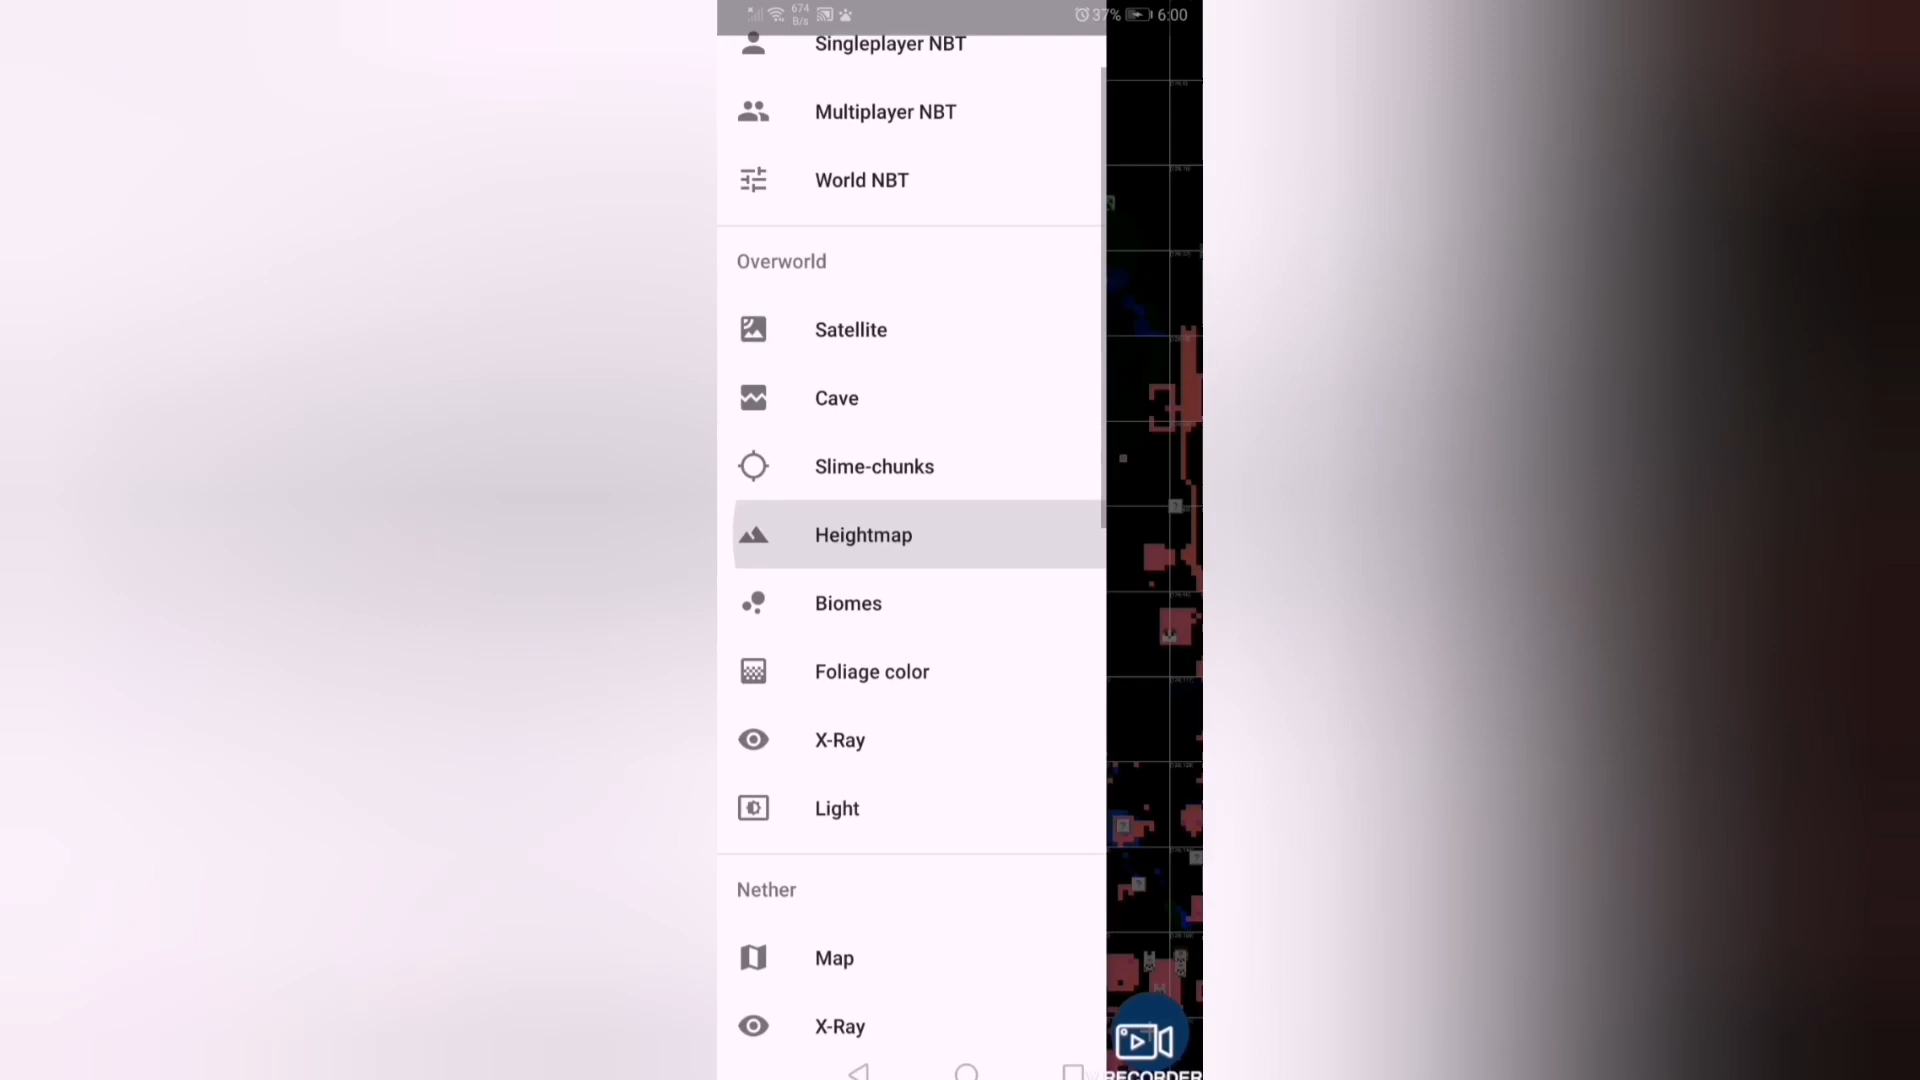 674
B/s
37%
6:00
Singleplayer NBT
Multiplayer NBT
World NBT
Overworld
Satellite
Cave
Slime-chunks
Heightmap
Biomes
Foliage color
X-Ray
Light
Nether
Map
X-Ray
RECORDER